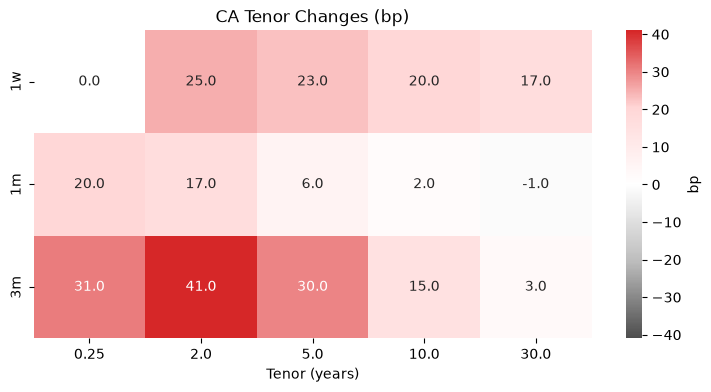 CA Tenor Changes (bp)
1w 0.0 25.0 23.0 20.0 17.0
1m 20.0 17.0 6.0 2.0 -1.0
3m 31.0 41.0 30.0 15.0 3.0
0.25 2.0 5.0 10.0 30.0
Tenor (years)
40
30
20
10
0
−10
−20
−30
−40
bp